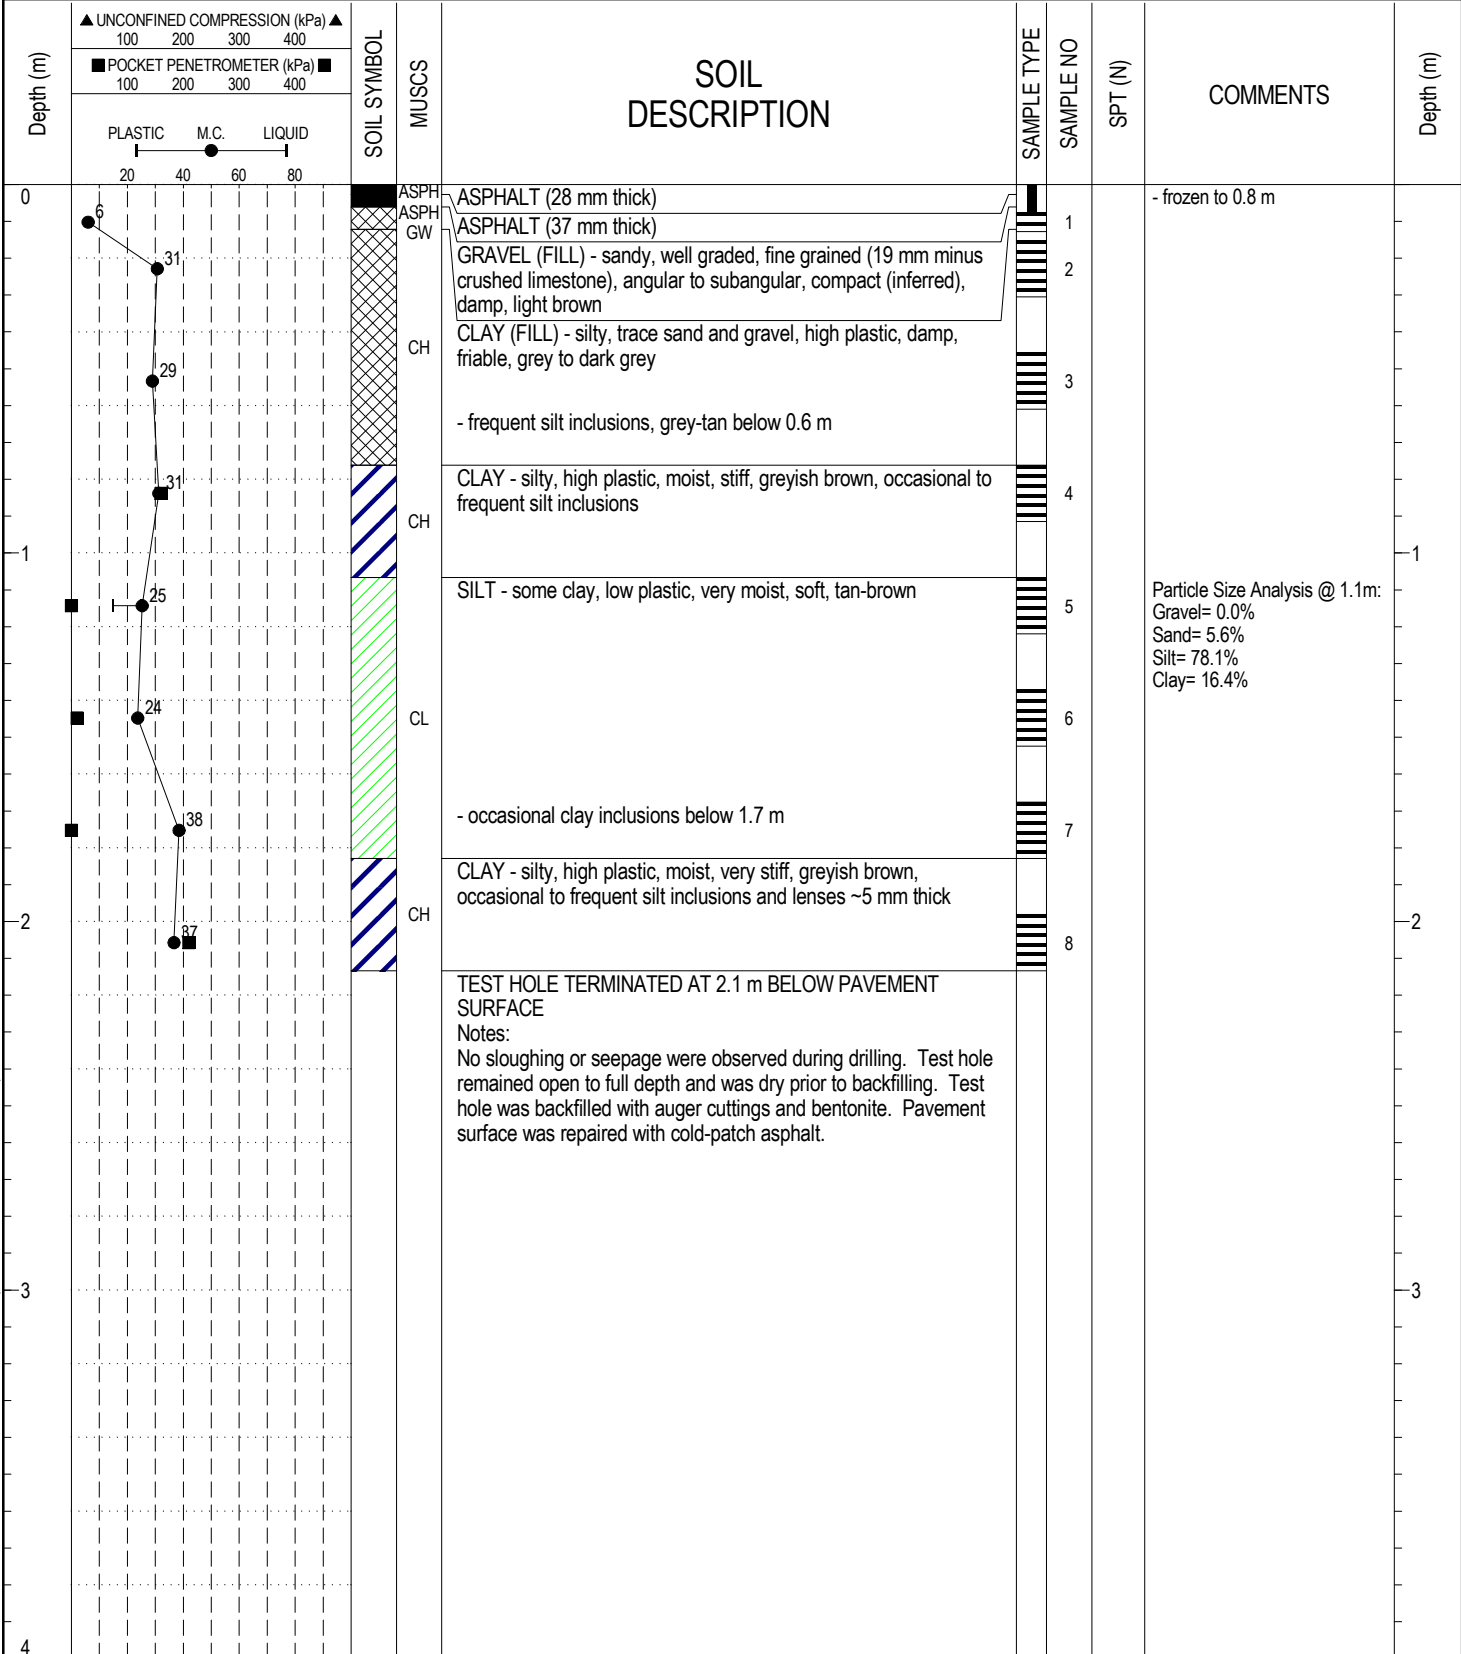 ▲ UNCONFINED COMPRESSION (kPa) ▲
100 200 300 400
■ POCKET PENETROMETER (kPa) ■
100 200 300 400
PLASTIC M.C. LIQUID
20 40 60 80
Depth (m)
SOIL SYMBOL
MUSCS
SOIL
DESCRIPTION
SAMPLE TYPE
SAMPLE NO
SPT (N)
COMMENTS
Depth (m)
0
ASPH
ASPHALT (28 mm thick)
- frozen to 0.8 m
6
ASPH
ASPHALT (37 mm thick)
1
GW
GRAVEL (FILL) - sandy, well graded, fine grained (19 mm minus
crushed limestone), angular to subangular, compact (inferred),
damp, light brown
31
2
CLAY (FILL) - silty, trace sand and gravel, high plastic, damp,
friable, grey to dark grey
CH
29
3
- frequent silt inclusions, grey-tan below 0.6 m
CLAY - silty, high plastic, moist, stiff, greyish brown, occasional to
frequent silt inclusions
31
4
CH
1
1
SILT - some clay, low plastic, very moist, soft, tan-brown
25
5
Particle Size Analysis @ 1.1m:
Gravel= 0.0%
Sand= 5.6%
Silt= 78.1%
Clay= 16.4%
24
CL
6
- occasional clay inclusions below 1.7 m
38
7
CLAY - silty, high plastic, moist, very stiff, greyish brown,
occasional to frequent silt inclusions and lenses ~5 mm thick
CH
2
2
37
8
TEST HOLE TERMINATED AT 2.1 m BELOW PAVEMENT
SURFACE
Notes:
No sloughing or seepage were observed during drilling. Test hole
remained open to full depth and was dry prior to backfilling. Test
hole was backfilled with auger cuttings and bentonite. Pavement
surface was repaired with cold-patch asphalt.
3
3
4